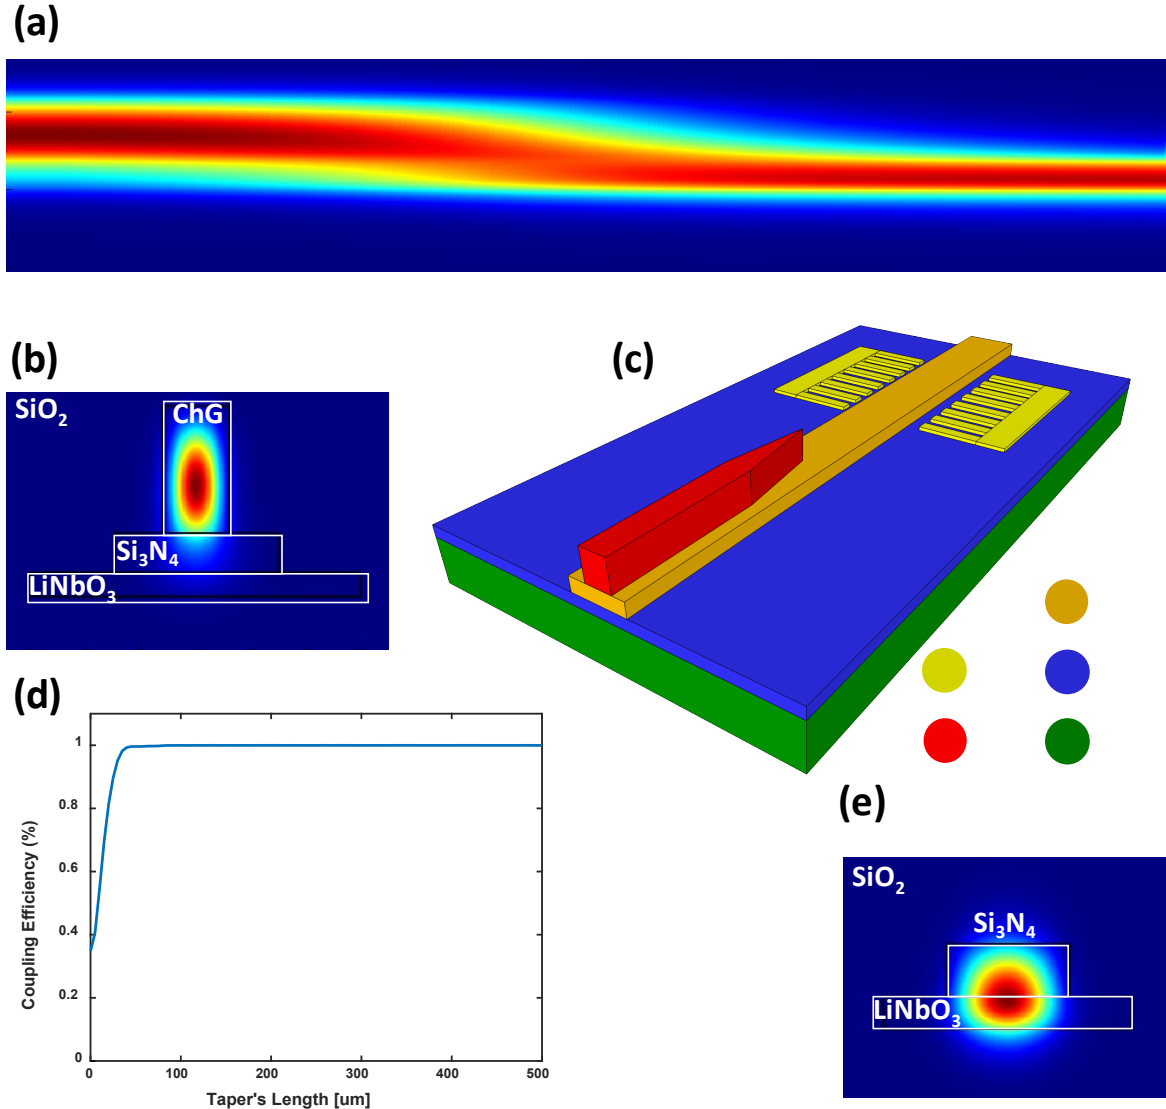 (a)
(b)
SiO₂
ChG
Si₃N₄
LiNbO₃
(c)
(d)
1
0.8
0.6
0.4
0.2
0
0
100
200
300
400
500
Coupling Efficiency (%)
Taper's Length [um]
(e)
SiO₂
Si₃N₄
LiNbO₃